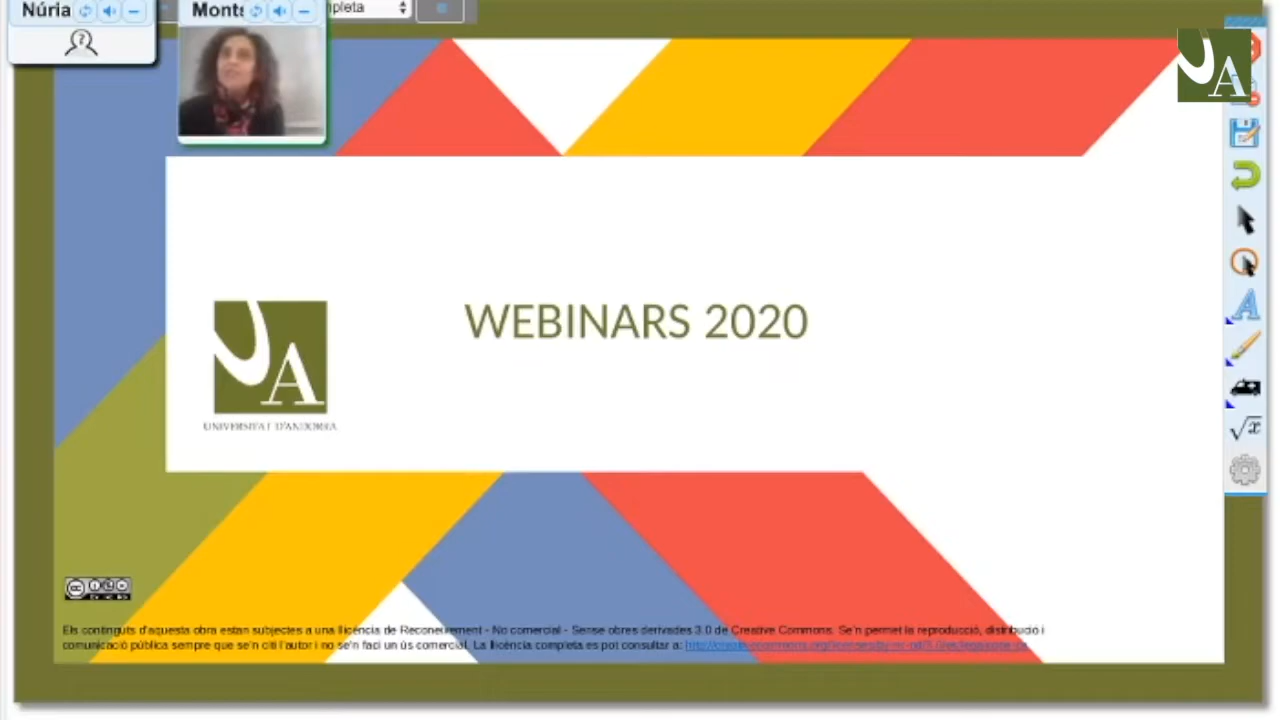 Núria
Monts
pleta
WEBINARS 2020
UA
UNIVERSITAT D'ANDORRA
Els continguts d'aquesta obra estan subjectes a una llicència de Reconeixement - No comercial - Sense obres derivades 3.0 de Creative Commons. Se'n permet la reproducció, distribució i
comunicació pública sempre que se'n citi l'autor i no se'n faci un ús comercial. La llicència completa es pot consultar a: